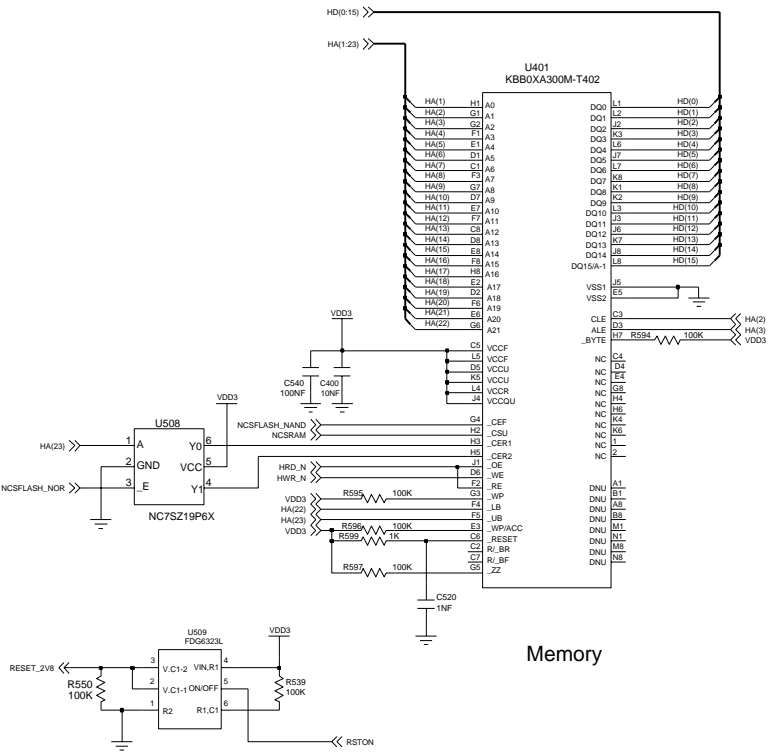 HD(0:15)
HA(1:23)
U401
KBB0XA300M-T402
HA(1) H1 A0
HA(2) G1 A1
HA(3) G2 A2
HA(4) F1 A3
HA(5) E1 A4
HA(6) D1 A5
HA(7) C1 A6
HA(8) F3 A7
HA(9) G7 A8
HA(10) D7 A9
HA(11) E7 A10
HA(12) F7 A11
HA(13) C8 A12
HA(14) D8 A13
HA(15) E8 A14
HA(16) F8 A15
HA(17) H8 A16
HA(18) E2 A17
HA(19) D2 A18
HA(20) F6 A19
HA(21) E6 A20
HA(22) G6 A21
DQ0 L1 HD(0)
DQ1 L2 HD(1)
DQ2 J2 HD(2)
DQ3 K3 HD(3)
DQ4 L6 HD(4)
DQ5 J7 HD(5)
DQ6 L7 HD(6)
DQ7 K8 HD(7)
DQ8 K1 HD(8)
DQ9 K2 HD(9)
DQ10 L3 HD(10)
DQ11 J3 HD(11)
DQ12 J6 HD(12)
DQ13 K7 HD(13)
DQ14 J8 HD(14)
DQ15/A-1 L8 HD(15)
VSS1 J5
VSS2 E5
CLE C3 HA(2)
ALE D3 HA(3)
_BYTE H7 R594 100K VDD3
VDD3
C540
100NF
C400
10NF
C5 VCCF
L5 VCCF
D5 VCCU
K5 VCCU
L4 VCCR
J4 VCCQU
NC C4
NC D4
NC E4
NC G8
NC H4
NC H6
NC K4
NC K6
NC 1
NC 2
VDD3
U508
HA(23) 1 A Y0 6
2 GND VCC 5
NCSFLASH_NOR 3 _E Y1 4
NC7SZ19P6X
NCSFLASH_NAND G4 _CEF
NCSRAM H2 _CSU
H3 _CER1
H5 _CER2
HRD_N J1 _OE
HWR_N D6 _WE
F2 _RE
VDD3 R595 100K G3 _WP
HA(22) F4 _LB
HA(23) F5 _UB
VDD3 R596 100K E3 _WP/ACC
R599 1K C6 _RESET
C2 R/_BR
C7 R/_BF
R597 100K G5 _ZZ
DNU A1
DNU B1
DNU A8
DNU B8
DNU M1
DNU N1
DNU M8
DNU N8
C520
1NF
Memory
U509
FDG6323L
VDD3
RESET_2V8 3 V.C1-2 VIN,R1 4
2 V.C1-1 ON/OFF 5
1 R2 R1,C1 6
R550
100K
R539
100K
RSTON